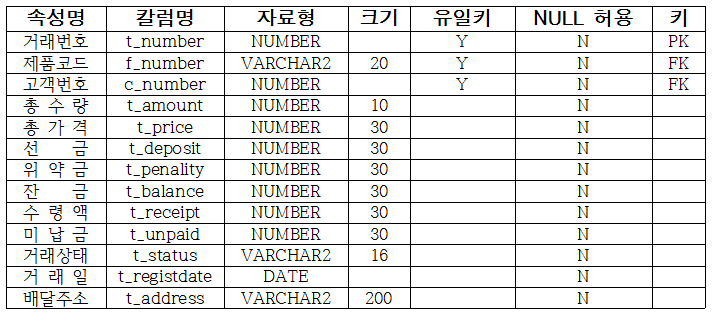 속성명 칼럼명 자료형 크기 유일키 NULL 허용 키
거래번호 t_number NUMBER Y N PK
제품코드 f_number VARCHAR2 20 Y N FK
고객번호 c_number NUMBER Y N FK
총 수 량 t_amount NUMBER 10 N
총 가 격 t_price NUMBER 30 N
선 금 t_deposit NUMBER 30 N
위 약 금 t_penality NUMBER 30 N
잔 금 t_balance NUMBER 30 N
수 령 액 t_receipt NUMBER 30 N
미 납 금 t_unpaid NUMBER 30 N
거래상태 t_status VARCHAR2 16 N
거 래 일 t_registdate DATE N
배달주소 t_address VARCHAR2 200 N